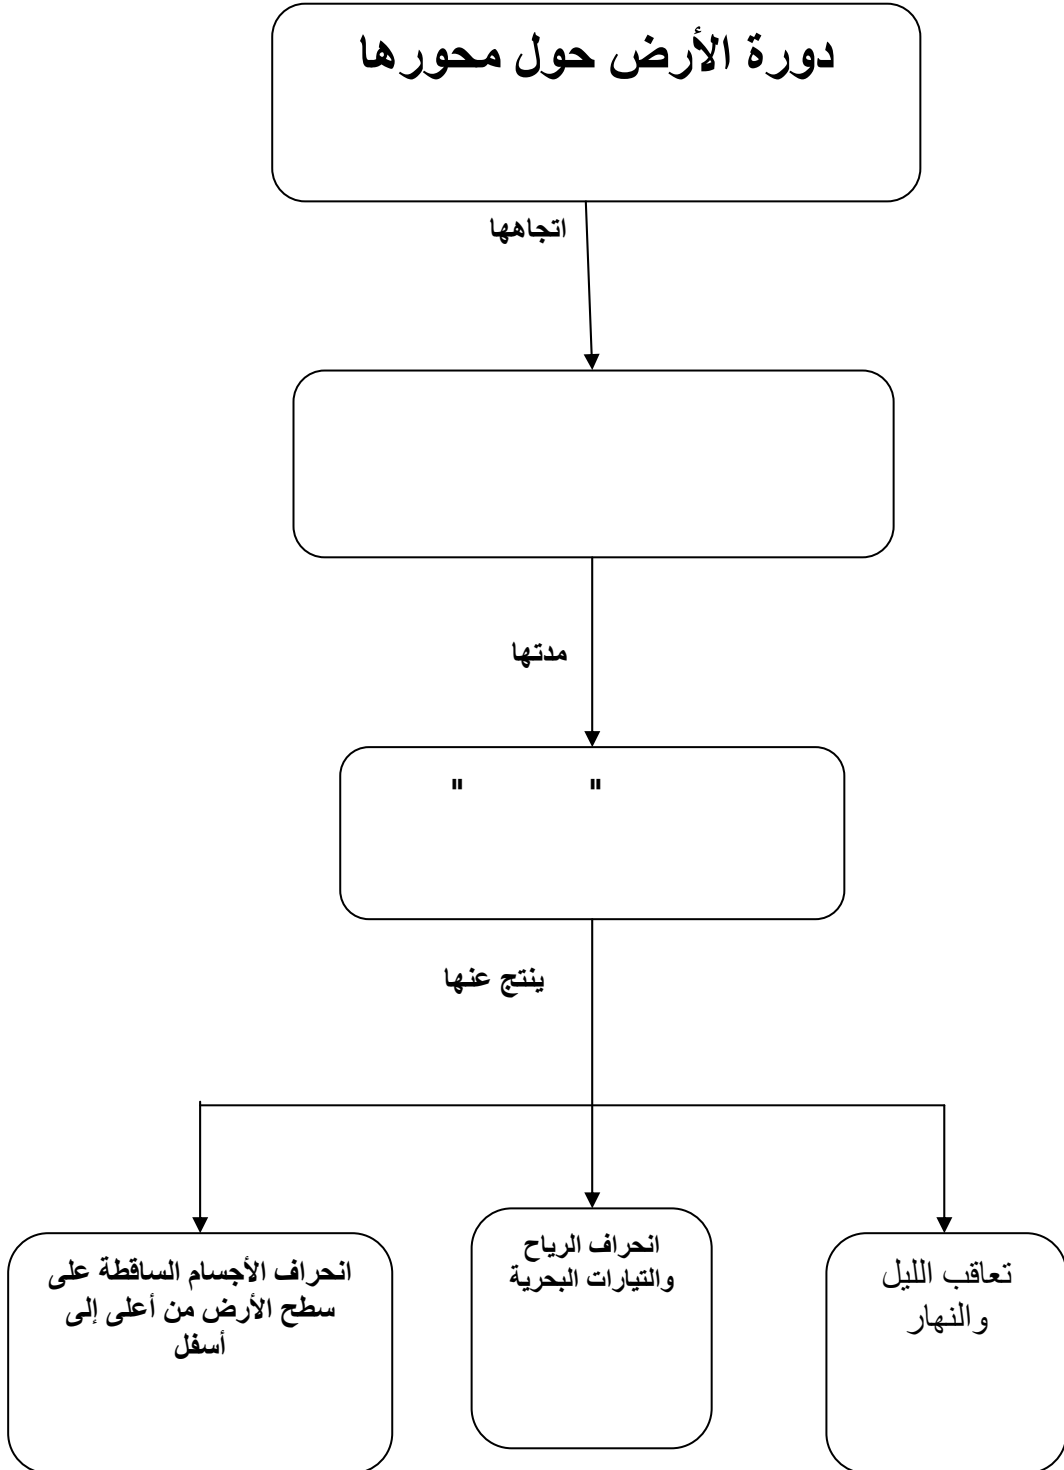 دورة الأرض حول محورها
اتجاهها
مدتها
" "
ينتج عنها
تعاقب الليل
والنهار
انحراف الرياح
والتيارات البحرية
انحراف الأجسام الساقطة على
سطح الأرض من أعلى إلى
أسفل